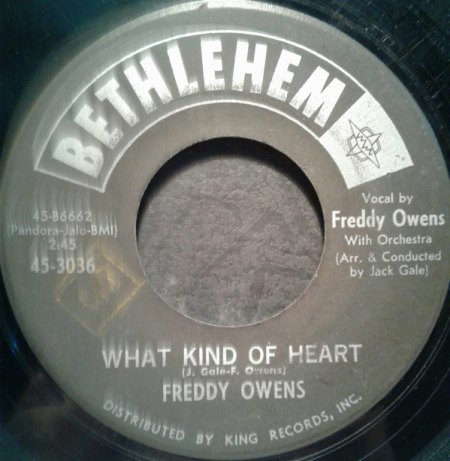 BETHLEHEM
45-B6662
(Pandora-Jalo-BMI)
2:45
45-3036
Vocal by
Freddy Owens
With Orchestra
(Arr. & Conducted
by Jack Gale)
WHAT KIND OF HEART
(J. Gale-F. Owens)
FREDDY OWENS
DISTRIBUTED BY KING RECORDS, INC.